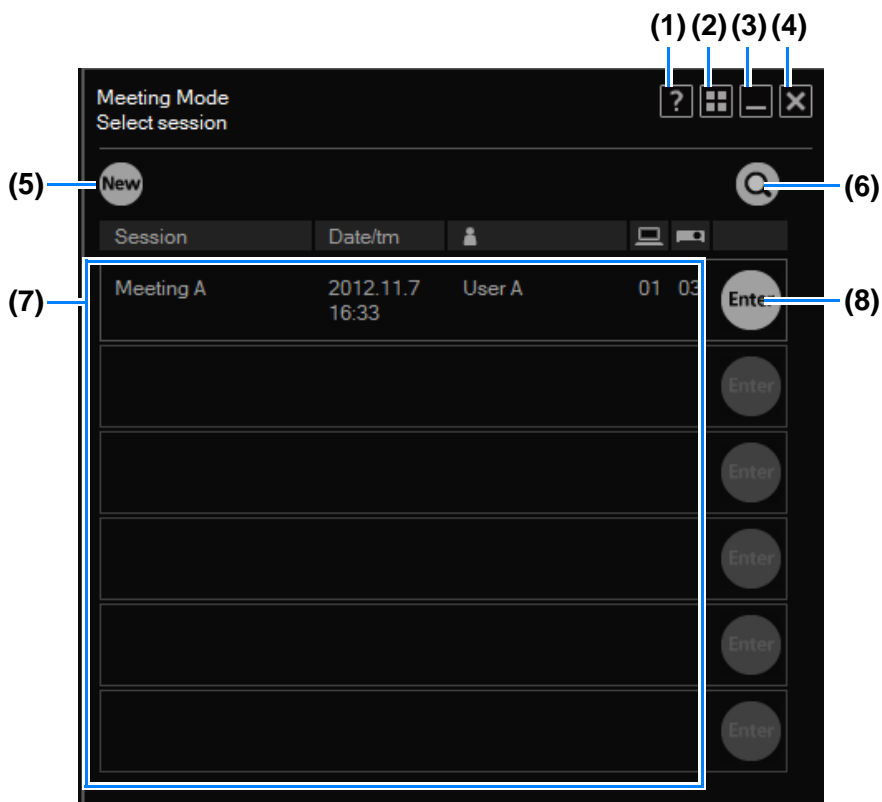 (1) (2) (3) (4)
Meeting Mode
Select session
?
(5) New (6)
Session Date/tm
(7) Meeting A 2012.11.7 User A 01 03 Enter (8)
16:33
Enter
Enter
Enter
Enter
Enter